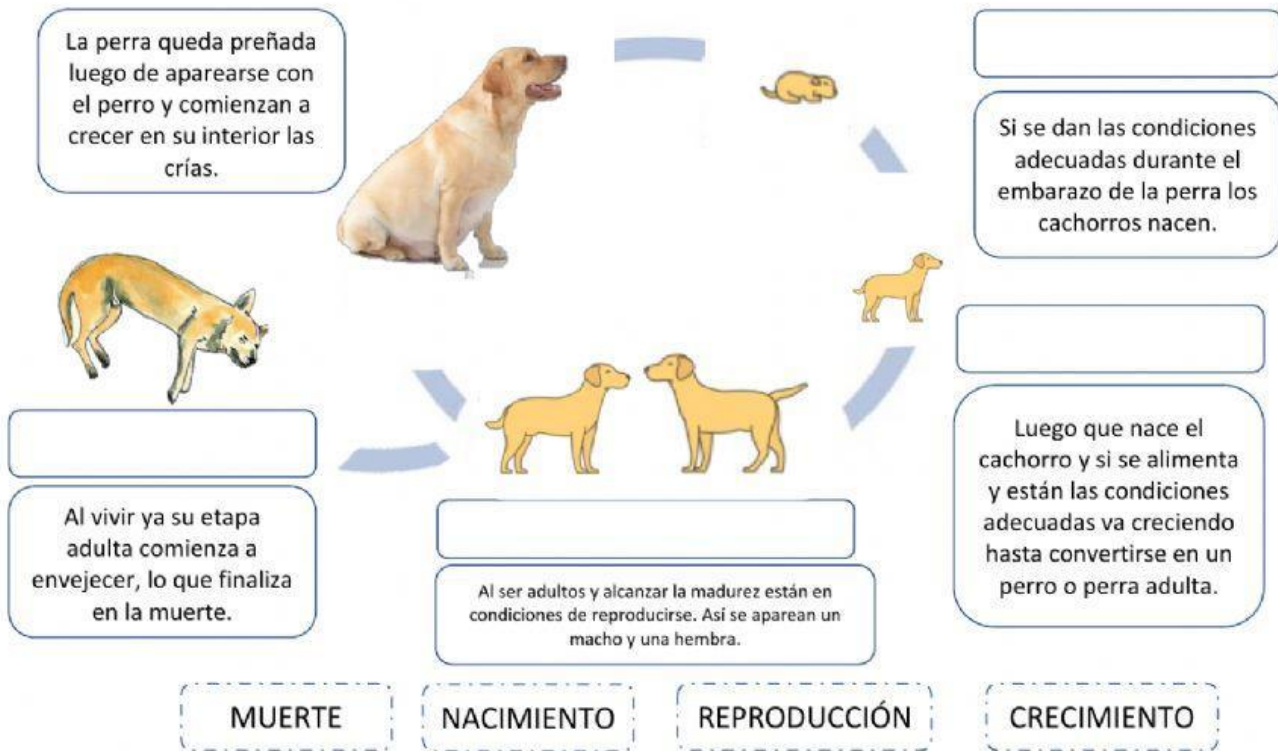 La perra queda preñada
luego de aparearse con
el perro y comienzan a
crecer en su interior las
crías.
Si se dan las condiciones
adecuadas durante el
embarazo de la perra los
cachorros nacen.
Luego que nace el
cachorro y si se alimenta
y están las condiciones
adecuadas va creciendo
hasta convertirse en un
perro o perra adulta.
Al ser adultos y alcanzar la madurez están en
condiciones de reproducirse. Así se aparean un
macho y una hembra.
Al vivir ya su etapa
adulta comienza a
envejecer, lo que finaliza
en la muerte.
MUERTE
NACIMIENTO
REPRODUCCIÓN
CRECIMIENTO